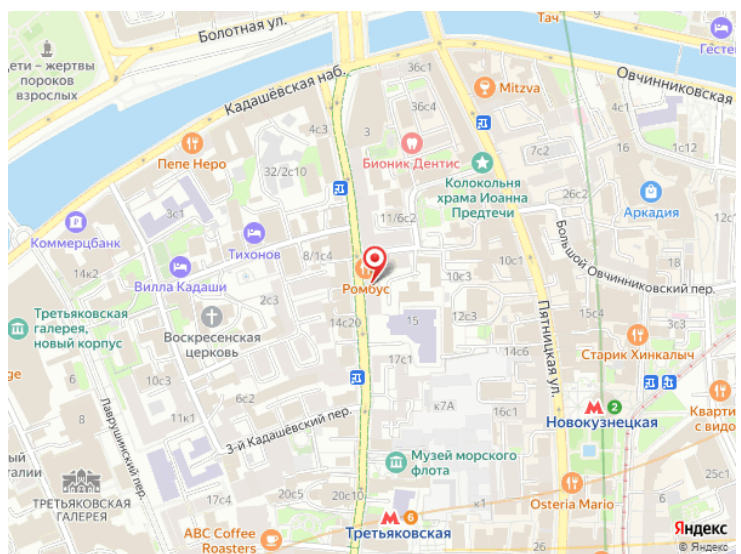 Болотная ул.
Тач
Гесте
дети – жертвы
пороков
взрослых
Кадашёвская наб.
36с1
Mitzva
Овчинниковская
36с4
4с1
4с3
3
Пепе Неро
Бионик Дентис
7с2
16
18
1с12
32/2с10
Колокольня
храма Иоанна
Предтечи
26с2
Аркадия
3с1
11/6с2
Коммерцбанк
Тихонов
12с1
Большой Овчинниковский пер.
14к2
8/1с4
10с1
Вилла Кадаши
Ромбус
10с3
Третьяковская
галерея,
новый корпус
2с3
Пятницкая ул.
15с4
3с3
Воскресенская
церковь
14с20
15
Старик Хинкалыч
10с3
17с1
14с6
6с2
8
11к1
Лаврушинский пер.
3-й Кадашёвский пер.
к7А
16с1
2
Новокузнецкая
Кварти
с видо
Музей морского
флота
ТРЕТЬЯКОВСКАЯ
ГАЛЕРЕЯ
17с4
20с5
20с10
к1
Osteria Mario
25с1
ABC Coffee
Roasters
6
Третьяковская
Яндекс
© Яндекс